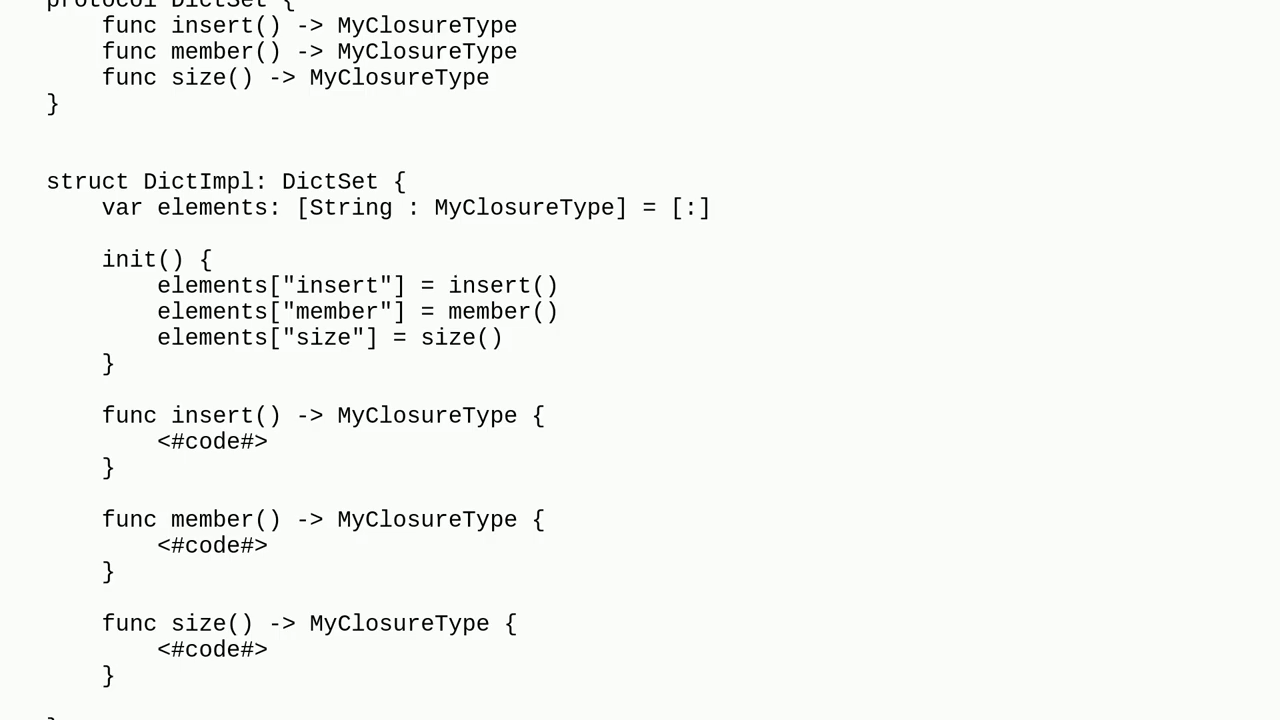 protocol DictSet {
    func insert() -> MyClosureType
    func member() -> MyClosureType
    func size() -> MyClosureType
}
struct DictImpl: DictSet {
    var elements: [String : MyClosureType] = [:]
    init() {
        elements["insert"] = insert()
        elements["member"] = member()
        elements["size"] = size()
    }
    func insert() -> MyClosureType {
        <#code#>
    }
    func member() -> MyClosureType {
        <#code#>
    }
    func size() -> MyClosureType {
        <#code#>
    }
}